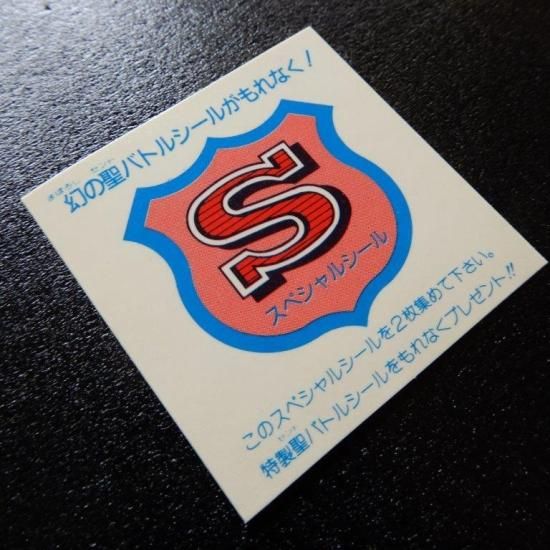 幻の聖バトルシールがもれなく!
S
スペシャルシール
このスペシャルシールを2枚集めて下さい。
特製聖バトルシールをもれなくプレゼント!!